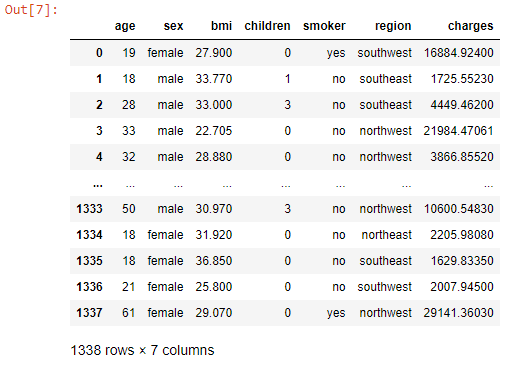 Out[7]:
age sex bmi children smoker region charges
0 19 female 27.900 0 yes southwest 16884.92400
1 18 male 33.770 1 no southeast 1725.55230
2 28 male 33.000 3 no southeast 4449.46200
3 33 male 22.705 0 no northwest 21984.47061
4 32 male 28.880 0 no northwest 3866.85520
... ... ... ... ... ... ... ...
1333 50 male 30.970 3 no northwest 10600.54830
1334 18 female 31.920 0 no northeast 2205.98080
1335 18 female 36.850 0 no southeast 1629.83350
1336 21 female 25.800 0 no southwest 2007.94500
1337 61 female 29.070 0 yes northwest 29141.36030
1338 rows × 7 columns